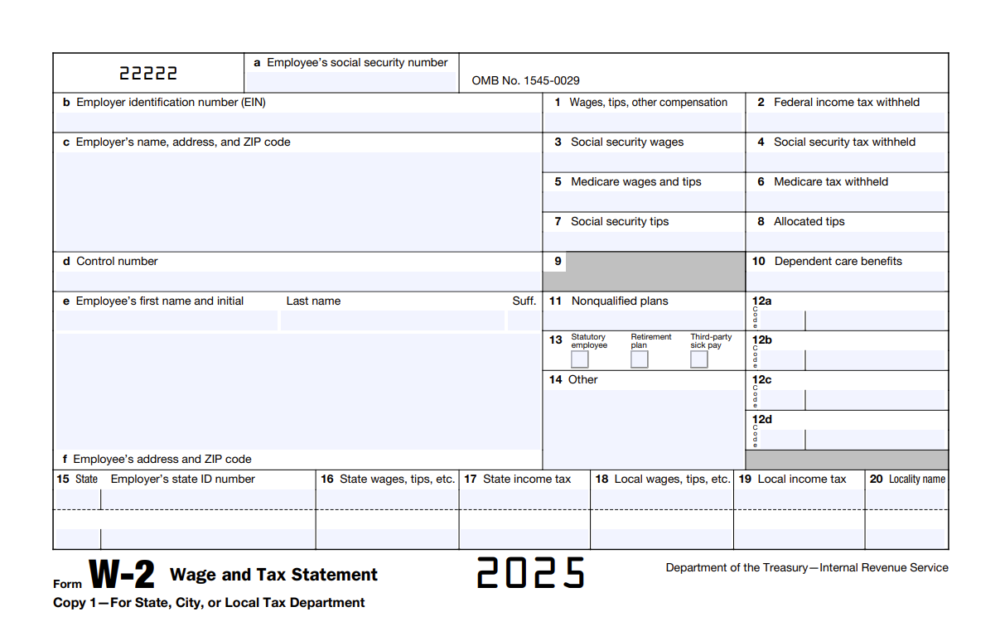 22222
a Employee's social security number
OMB No. 1545-0029
b Employer identification number (EIN)
1 Wages, tips, other compensation
2 Federal income tax withheld
c Employer's name, address, and ZIP code
3 Social security wages
4 Social security tax withheld
5 Medicare wages and tips
6 Medicare tax withheld
7 Social security tips
8 Allocated tips
d Control number
9
10 Dependent care benefits
e Employee's first name and initial
Last name
Suff.
11 Nonqualified plans
12a
Code
13
Statutory employee
Retirement plan
Third-party sick pay
12b
Code
14 Other
12c
Code
12d
Code
f Employee's address and ZIP code
15 State
Employer's state ID number
16 State wages, tips, etc.
17 State income tax
18 Local wages, tips, etc.
19 Local income tax
20 Locality name
Form W-2 Wage and Tax Statement
2025
Department of the Treasury—Internal Revenue Service
Copy 1—For State, City, or Local Tax Department